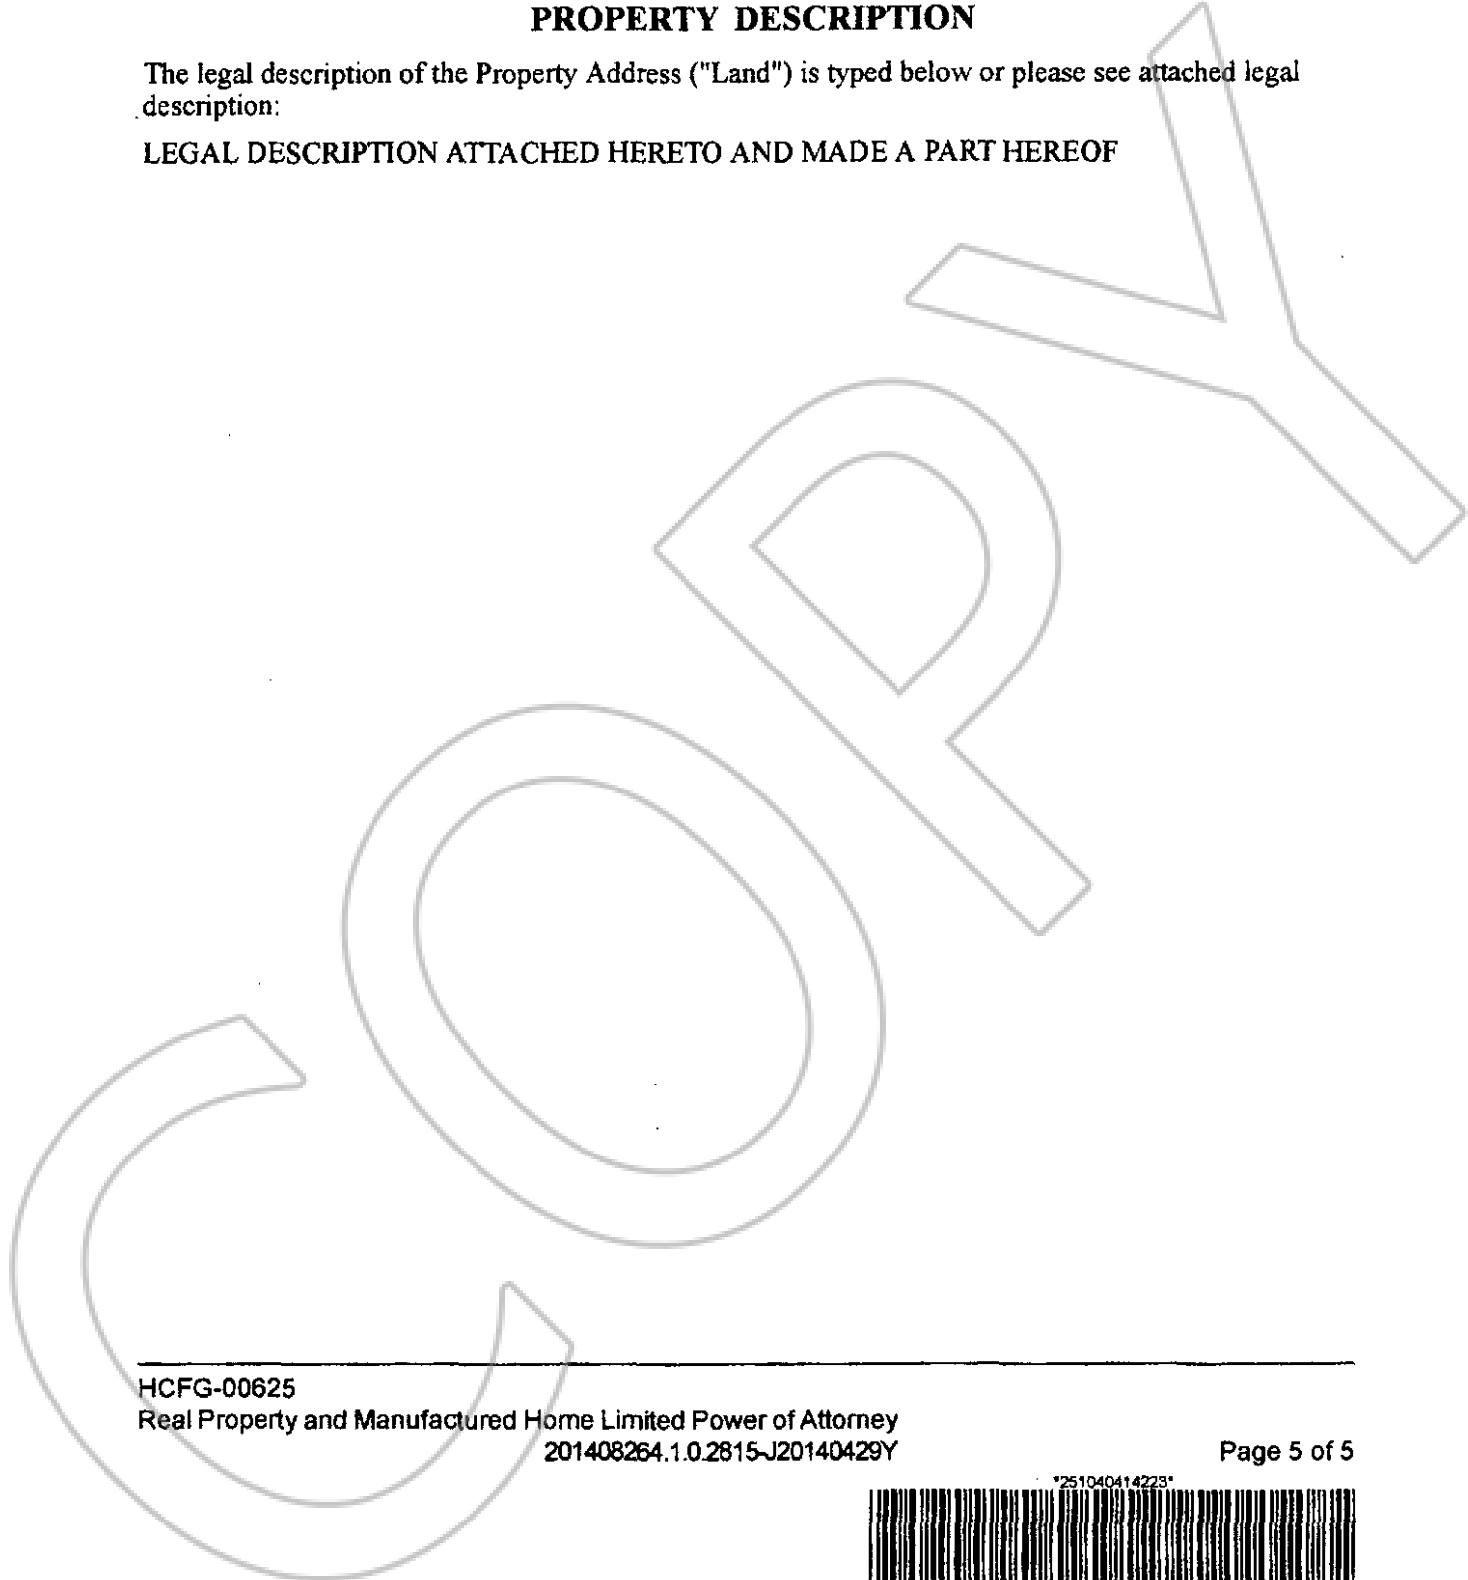 PROPERTY DESCRIPTION
The legal description of the Property Address ("Land") is typed below or please see attached legal
description:
LEGAL DESCRIPTION ATTACHED HERETO AND MADE A PART HEREOF
COPY
HCFG-00625
Real Property and Manufactured Home Limited Power of Attorney
201408264.1.0.2815-J20140429Y
Page 5 of 5
*251040414223*